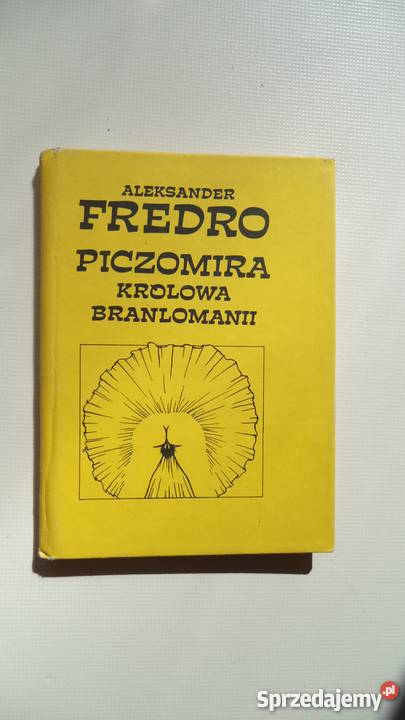 ALEKSANDER
FREDRO
PICZOMIRA
KRÓLOWA
BRANLOMANII
Sprzedajemy.pl